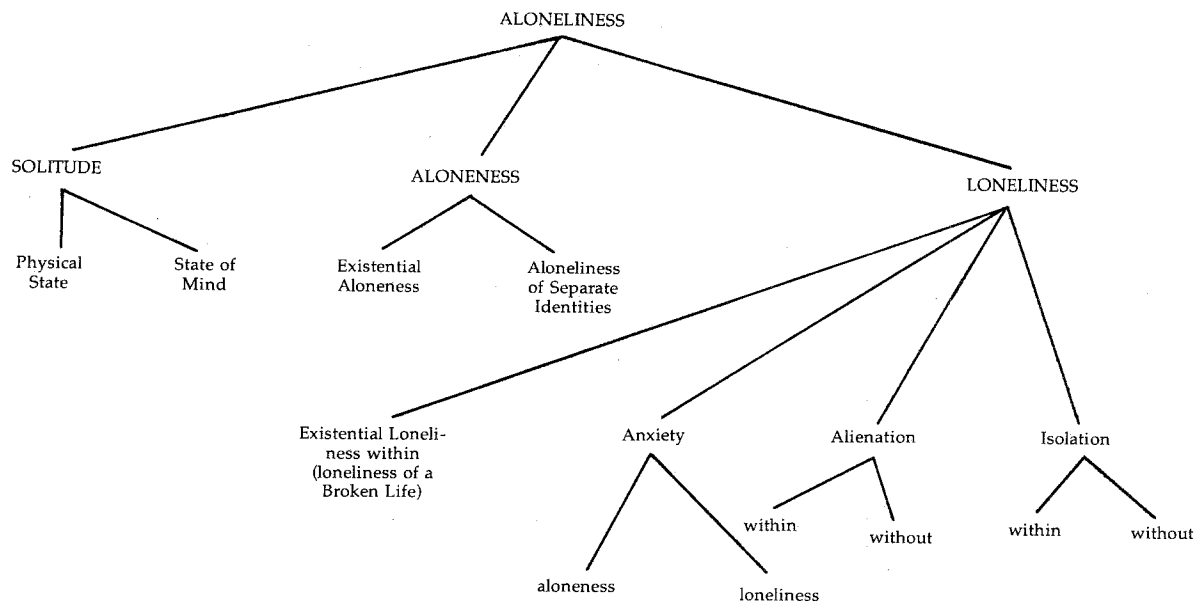 ALONELINESS
SOLITUDE
ALONENESS
LONELINESS
Physical
State
State of
Mind
Existential
Aloneness
Aloneliness
of Separate
Identities
Existential Loneli-
ness within
(loneliness of a
Broken Life)
Anxiety
Alienation
Isolation
within
without
within
without
aloneness
loneliness